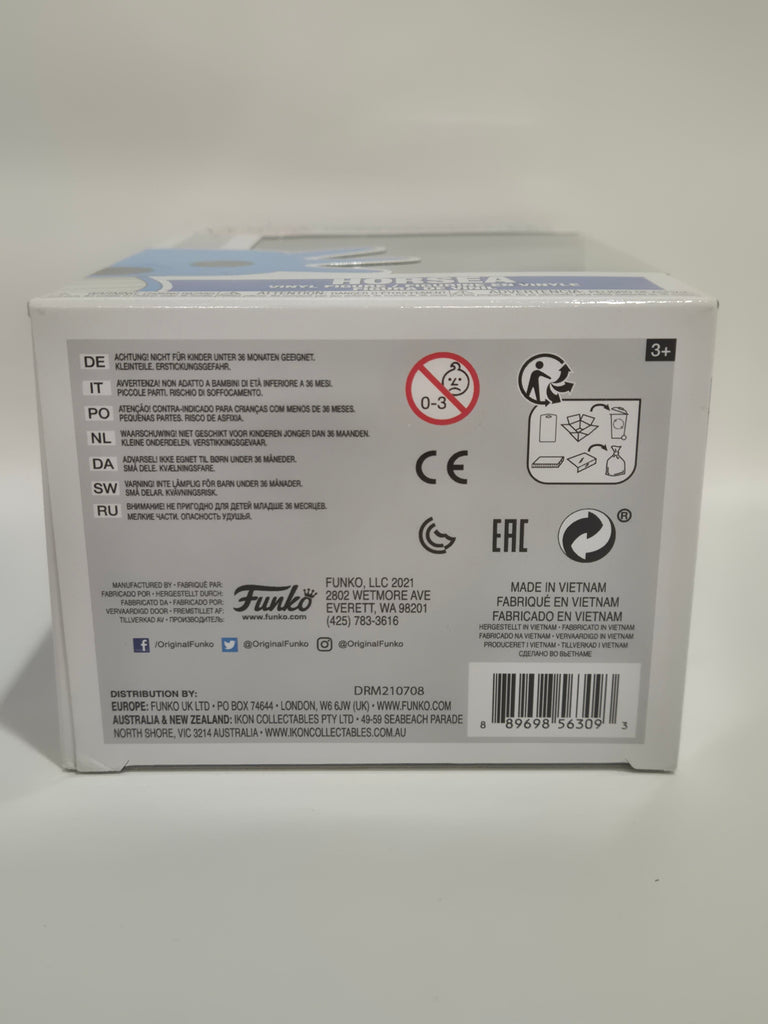 HORSEA
VINYL FIGURE
EN VINYLE
3+
DE ACHTUNG! NICHT FÜR KINDER UNTER 36 MONATEN GEEIGNET.
KLEINTEILE. ERSTICKUNGSGEFAHR.
IT AVVERTENZA! NON ADATTO A BAMBINI DI ETÀ INFERIORE A 36 MESI.
PICCOLE PARTI. RISCHIO DI SOFFOCAMENTO.
PO ATENÇÃO! CONTRA-INDICADO PARA CRIANÇAS COM MENOS DE 36 MESES.
PEQUENAS PARTES. RISCO DE ASFIXIA.
NL WAARSCHUWING! NIET GESCHIKT VOOR KINDEREN JONGER DAN 36 MAANDEN.
KLEINE ONDERDELEN. VERSTIKKINGSGEVAAR.
DA ADVARSEL! IKKE EGNET TIL BØRN UNDER 36 MÅNEDER.
SMÅ DELE. KVÆLNINGSFARE.
SW VARNING! INTE LÄMPLIG FÖR BARN UNDER 36 MÅNADER.
SMÅ DELAR. KVÄVNINGSRISK.
RU ВНИМАНИЕ! НЕ ПРИГОДНО ДЛЯ ДЕТЕЙ МЛАДШЕ 36 МЕСЯЦЕВ.
МЕЛКИЕ ЧАСТИ. ОПАСНОСТЬ УДУШЬЯ.
0-3
CE
EAC
®
MANUFACTURED BY • FABRIQUÉ PAR:
FABRICADO POR • HERGESTELLT DURCH:
FABBRICATO DA • FABRICADO POR:
VERVAARDIGD DOOR • FREMSTILLET AF:
TILLVERKAD AV • ПРОИЗВОДИТЕЛЬ:
Funko
www.funko.com
FUNKO, LLC 2021
2802 WETMORE AVE
EVERETT, WA 98201
(425) 783-3616
/OriginalFunko @OriginalFunko @OriginalFunko
MADE IN VIETNAM
FABRIQUÉ EN VIETNAM
FABRICADO EN VIETNAM
HERGESTELLT IN VIETNAM • FABBRICATO IN VIETNAM
FABRICADO NA VIETNAM • VERVAARDIGD IN VIETNAM
PRODUCERET I VIETNAM • TILLVERKAD I VIETNAM
СДЕЛАНО ВО ВЬЕТНАМЕ
DRM210708
DISTRIBUTION BY:
EUROPE: FUNKO UK LTD • PO BOX 74644 • LONDON, W6 6JW (UK) • WWW.FUNKO.COM
AUSTRALIA & NEW ZEALAND: IKON COLLECTABLES PTY LTD • 49-59 SEABEACH PARADE
NORTH SHORE, VIC 3214 AUSTRALIA • WWW.IKONCOLLECTABLES.COM.AU
8 89698 56309 3